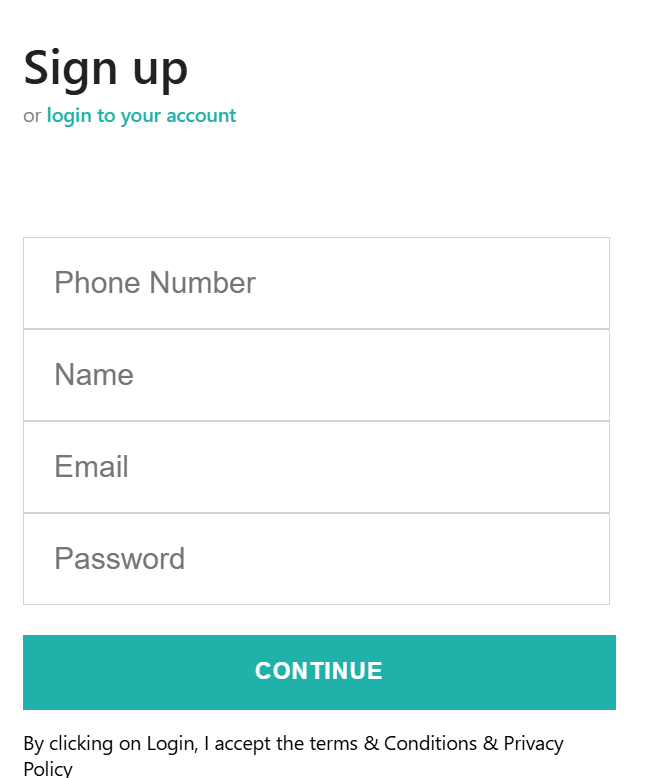 Sign up
or login to your account
Phone Number
Name
Email
Password
CONTINUE
By clicking on Login, I accept the terms & Conditions & Privacy
Policy